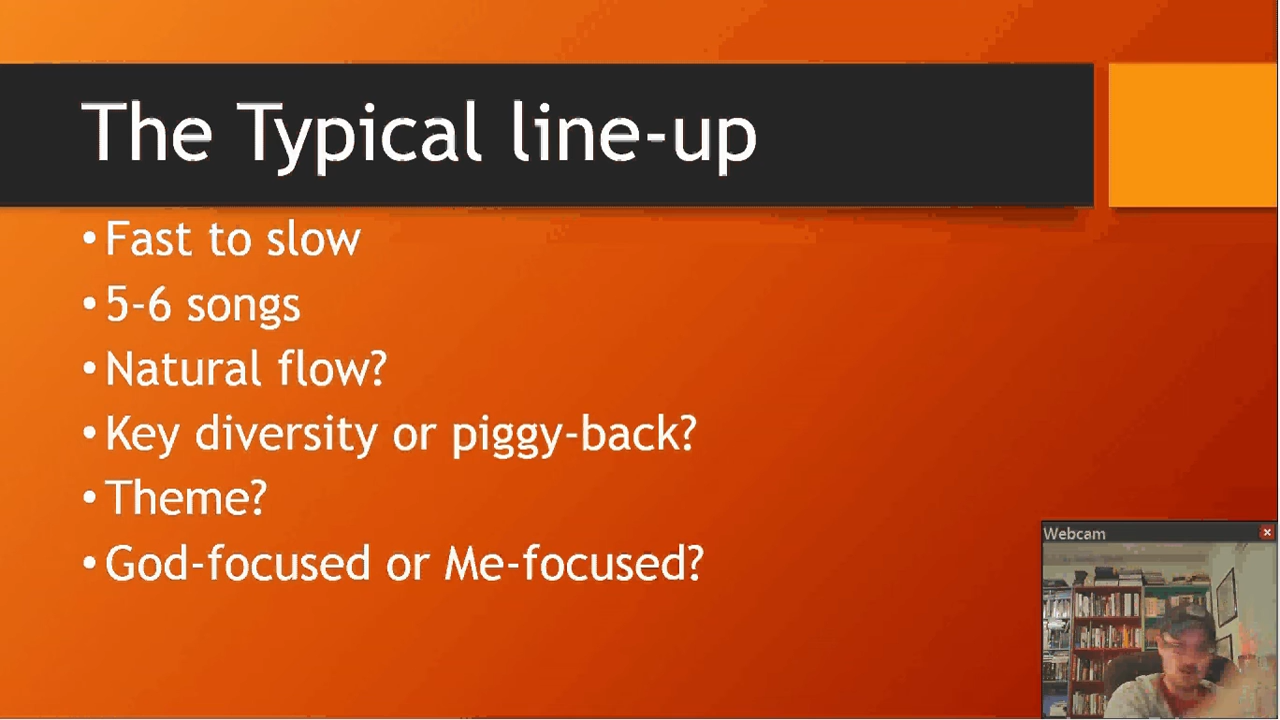 The Typical line-up
• Fast to slow
• 5-6 songs
• Natural flow?
• Key diversity or piggy-back?
• Theme?
• God-focused or Me-focused?
Webcam